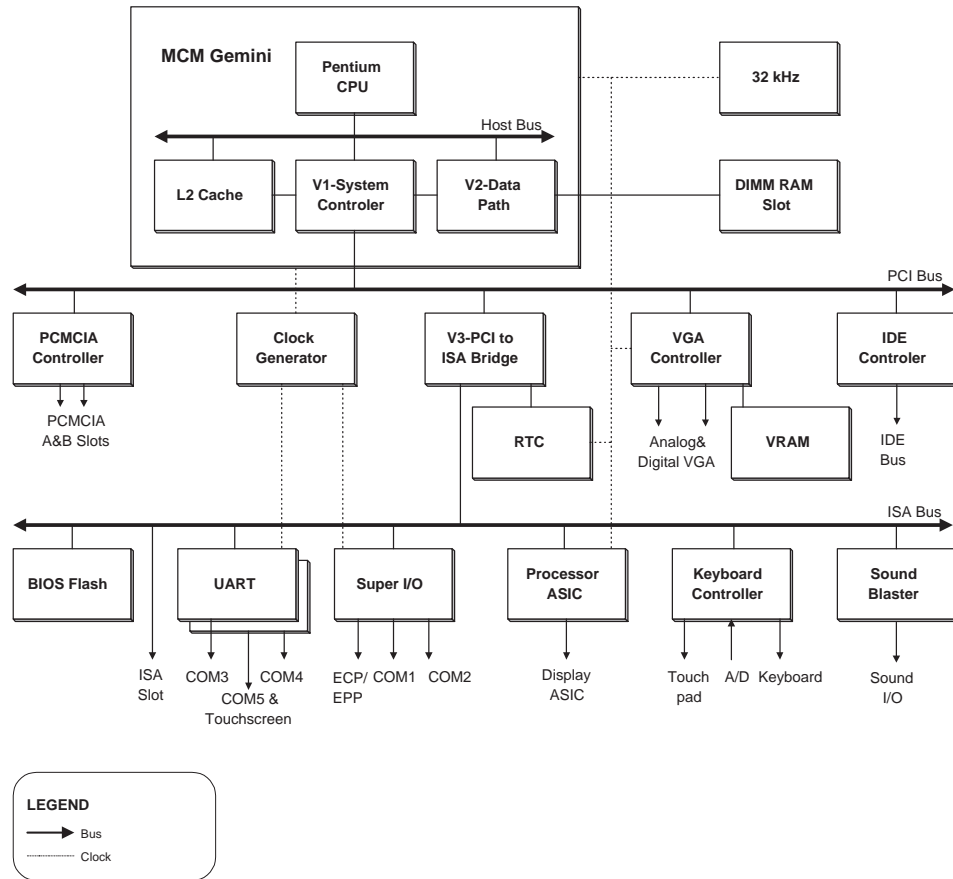 MCM Gemini
Pentium
CPU
32 kHz
Host Bus
L2 Cache
V1-System
Controler
V2-Data
Path
DIMM RAM
Slot
PCI Bus
PCMCIA
Controller
Clock
Generator
V3-PCI to
ISA Bridge
VGA
Controller
IDE
Controler
PCMCIA
A&B Slots
RTC
Analog&
Digital VGA
VRAM
IDE
Bus
ISA Bus
BIOS Flash
UART
Super I/O
Processor
ASIC
Keyboard
Controller
Sound
Blaster
ISA
Slot
COM3
COM5 &
Touchscreen
COM4
ECP/
EPP
COM1
COM2
Display
ASIC
Touch
pad
A/D
Keyboard
Sound
I/O
LEGEND
Bus
Clock